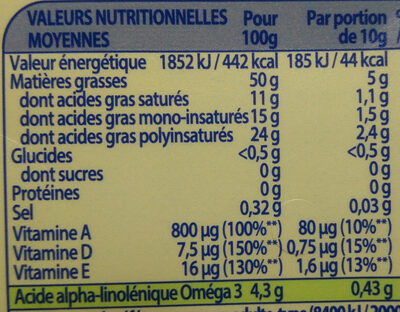 VALEURS NUTRITIONNELLES Pour Par portion
MOYENNES 100g de 10g
Valeur énergétique 1852 kJ / 442 kcal 185 kJ / 44 kcal
Matières grasses 50 g 5 g
dont acides gras saturés 11 g 1,1 g
dont acides gras mono-insaturés 15 g 1,5 g
dont acides gras polyinsaturés 24 g 2,4 g
Glucides <0,5 g <0,5 g
dont sucres 0 g 0 g
Protéines 0 g 0 g
Sel 0,32 g 0,03 g
Vitamine A 800 µg (100%**) 80 µg (10%**)
Vitamine D 7,5 µg (150%**) 0,75 µg (15%**)
Vitamine E 16 µg (130%**) 1,6 µg (13%**)
Acide alpha-linolénique Oméga 3 4,3 g 0,43 g